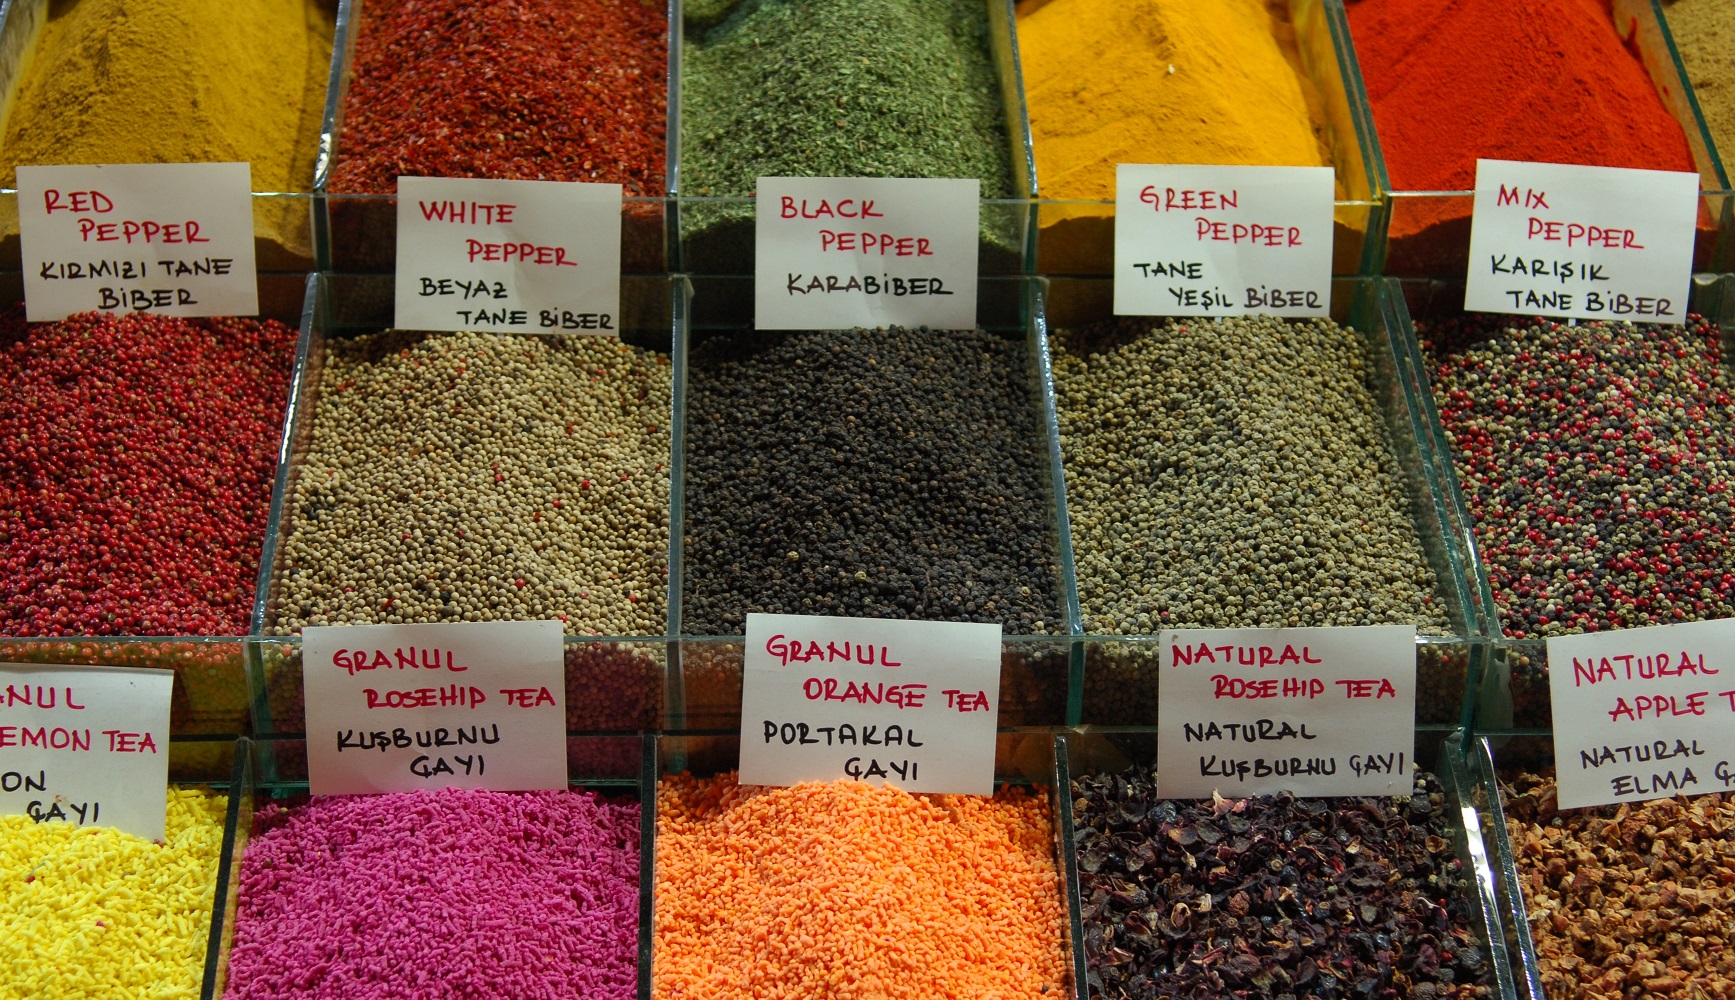 RED
PEPPER
KIRMIZI TANE
BİBER
WHITE
PEPPER
BEYAZ
TANE BİBER
BLACK
PEPPER
KARABİBER
GREEN
PEPPER
TANE
YEŞİL BİBER
MIX
PEPPER
KARIŞIK
TANE BİBER
ANUL
EMON TEA
ON
ÇAYI
GRANUL
ROSEHIP TEA
KUŞBURNU
ÇAYI
GRANUL
ORANGE TEA
PORTAKAL
ÇAYI
NATURAL
ROSEHIP TEA
NATURAL
KUŞBURNU ÇAYI
NATURAL
APPLE T
NATURAL
ELMA Ç